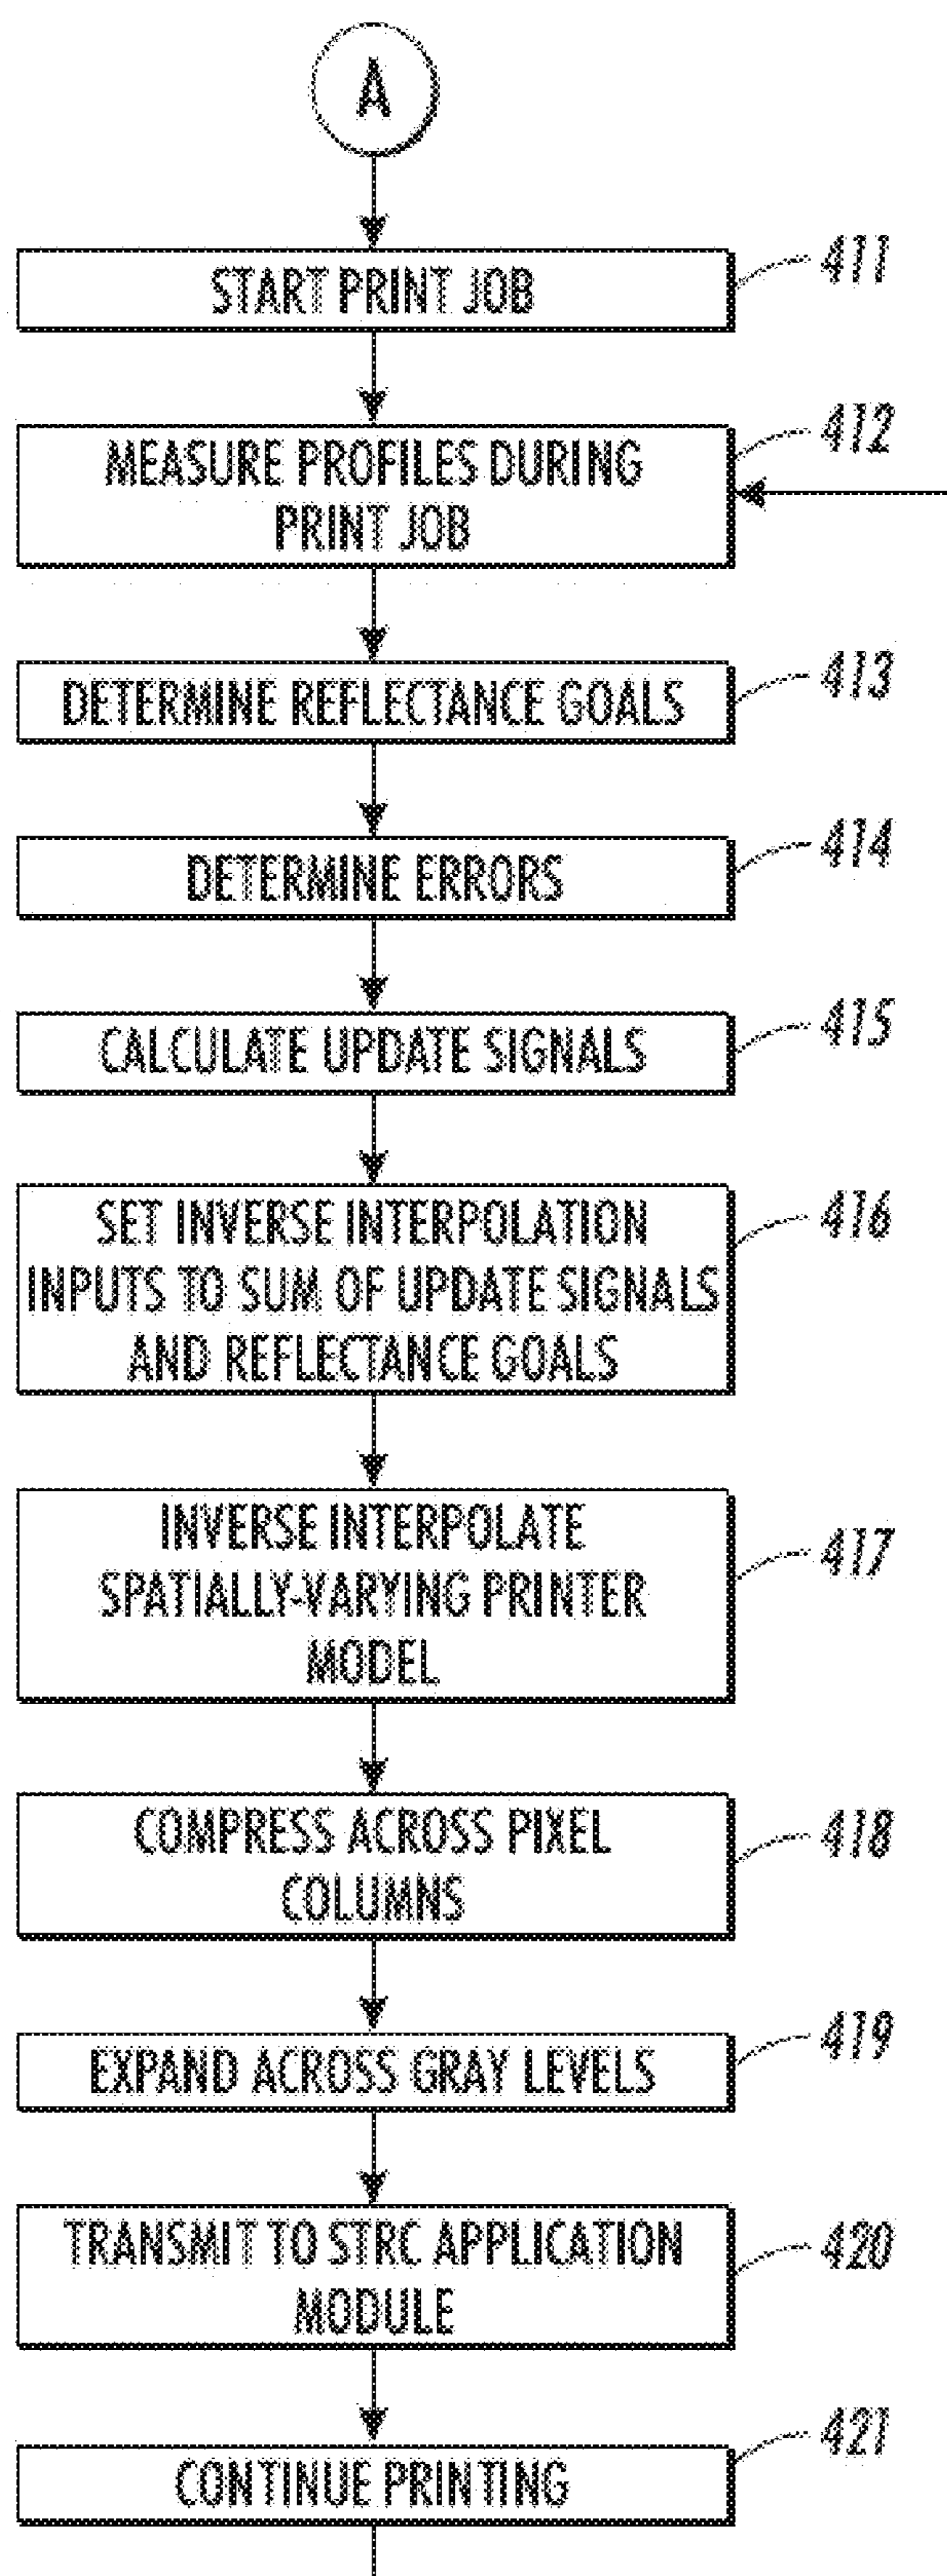 A
START PRINT JOB
411
MEASURE PROFILES DURING
PRINT JOB
412
DETERMINE REFLECTANCE GOALS
413
DETERMINE ERRORS
414
CALCULATE UPDATE SIGNALS
415
SET INVERSE INTERPOLATION
INPUTS TO SUM OF UPDATE SIGNALS
AND REFLECTANCE GOALS
416
INVERSE INTERPOLATE
SPATIALLY-VARYING PRINTER
MODEL
417
COMPRESS ACROSS PIXEL
COLUMNS
418
EXPAND ACROSS GRAY LEVELS
419
TRANSMIT TO STRC APPLICATION
MODULE
420
CONTINUE PRINTING
421